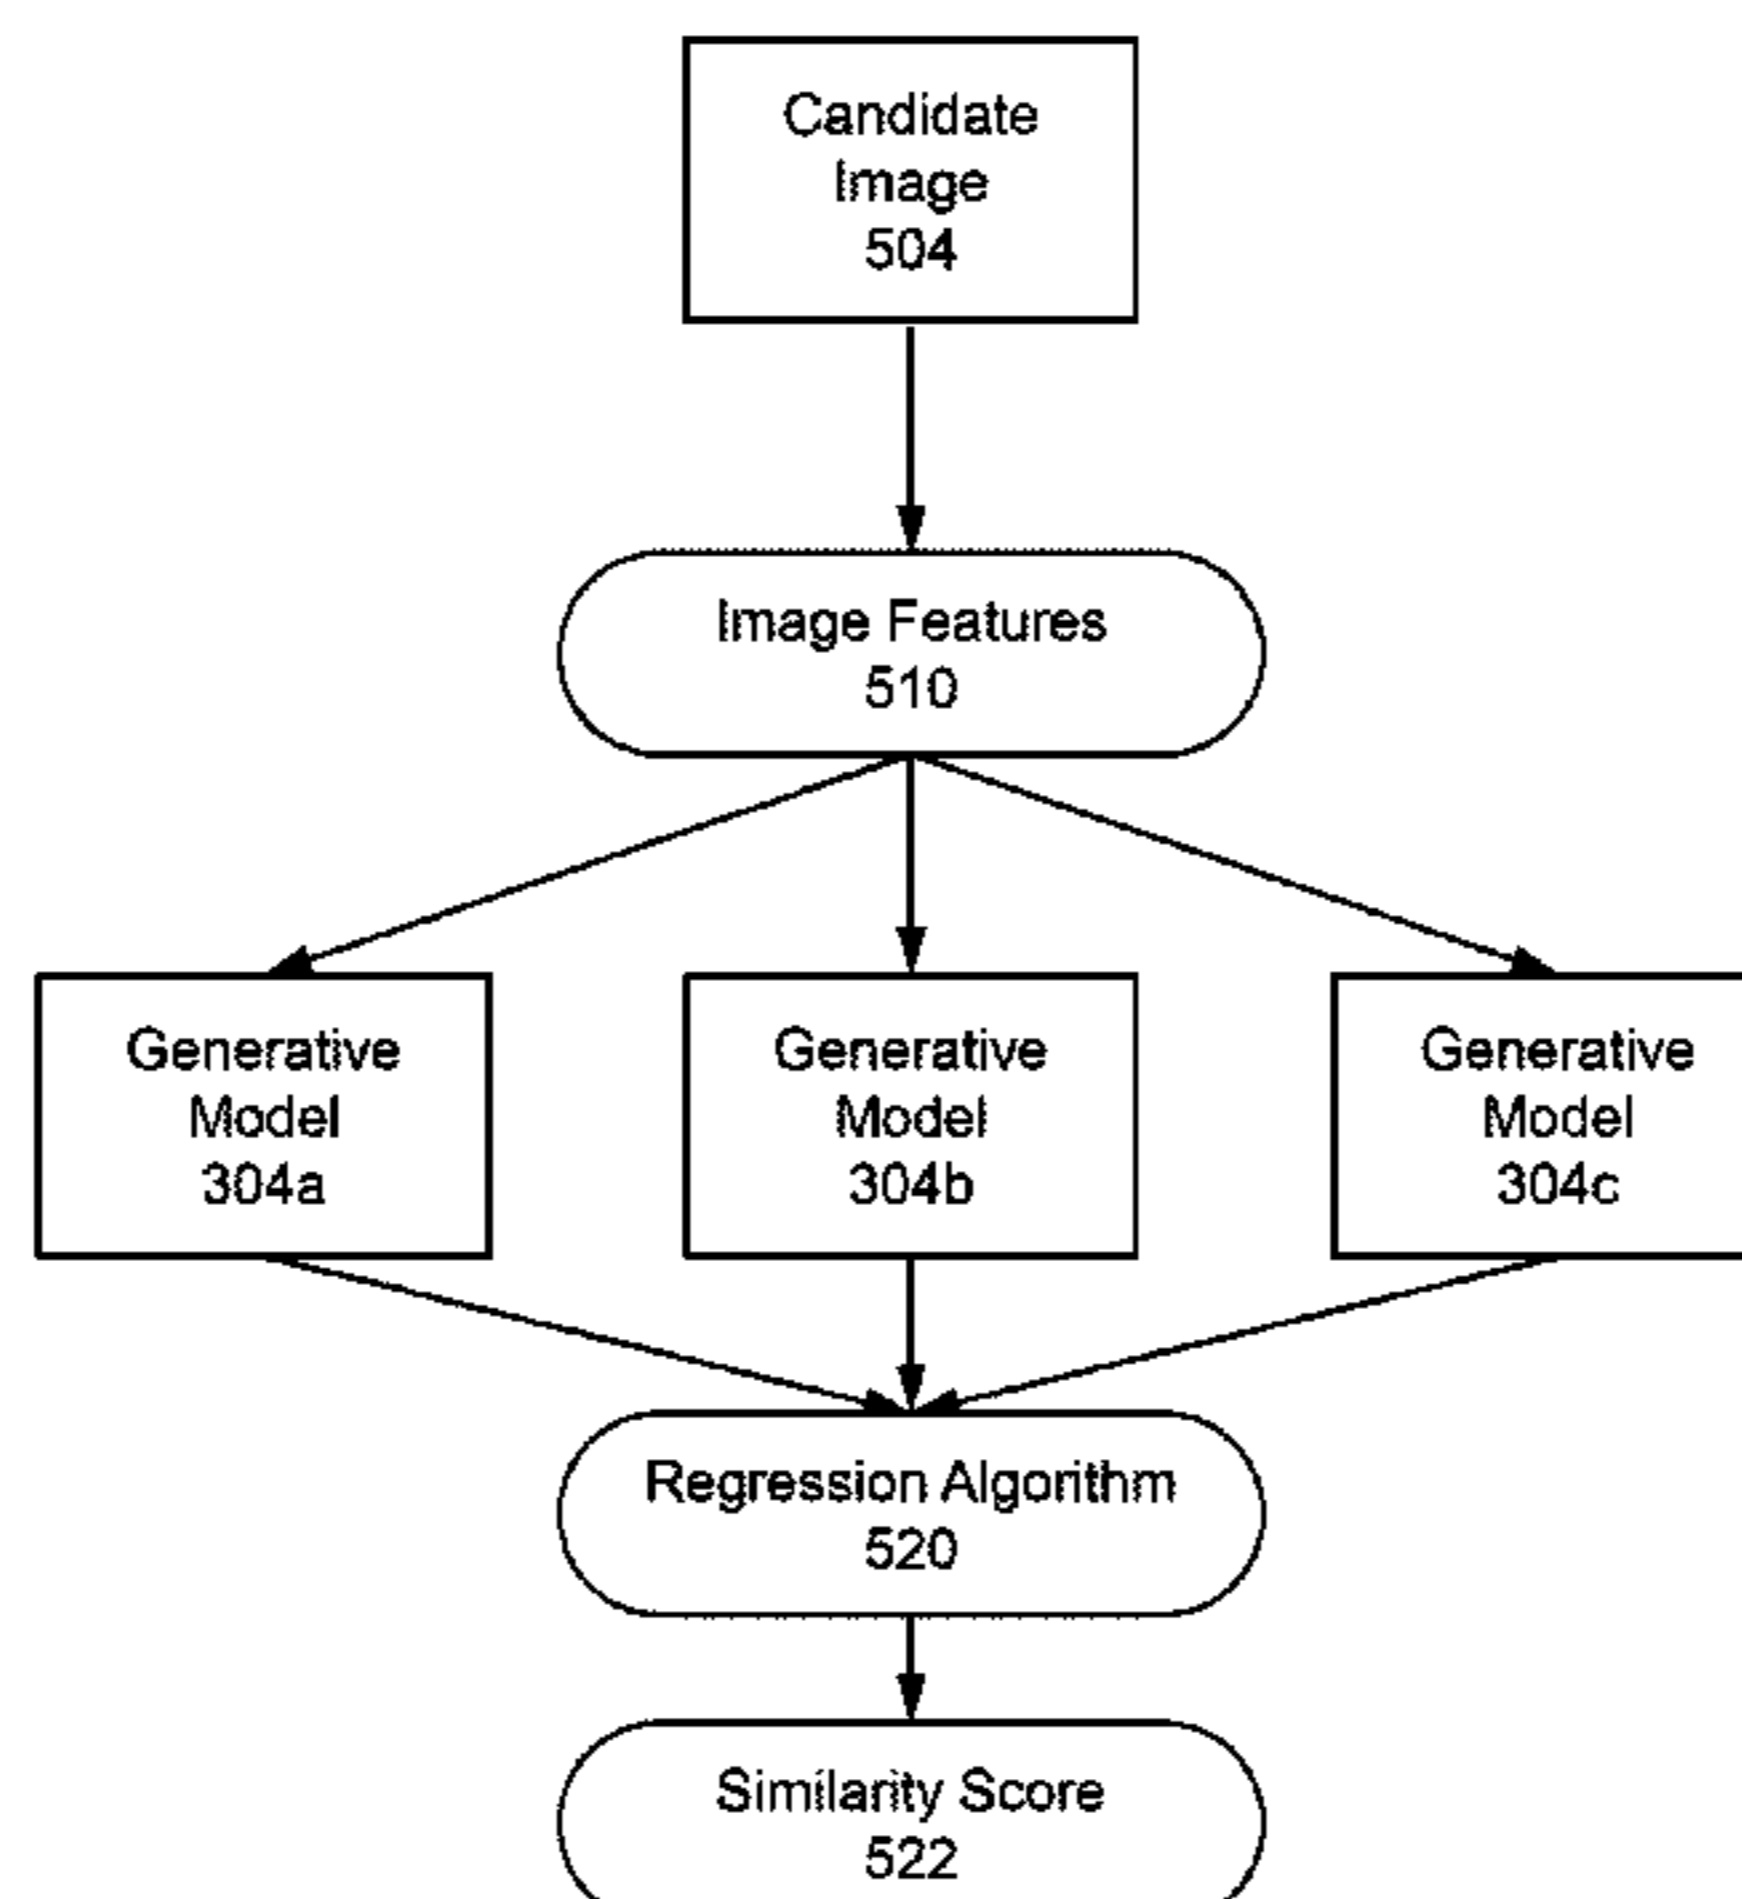 Candidate
Image
504
Image Features
510
Generative
Model
304a
Generative
Model
304b
Generative
Model
304c
Regression Algorithm
520
Similarity Score
522